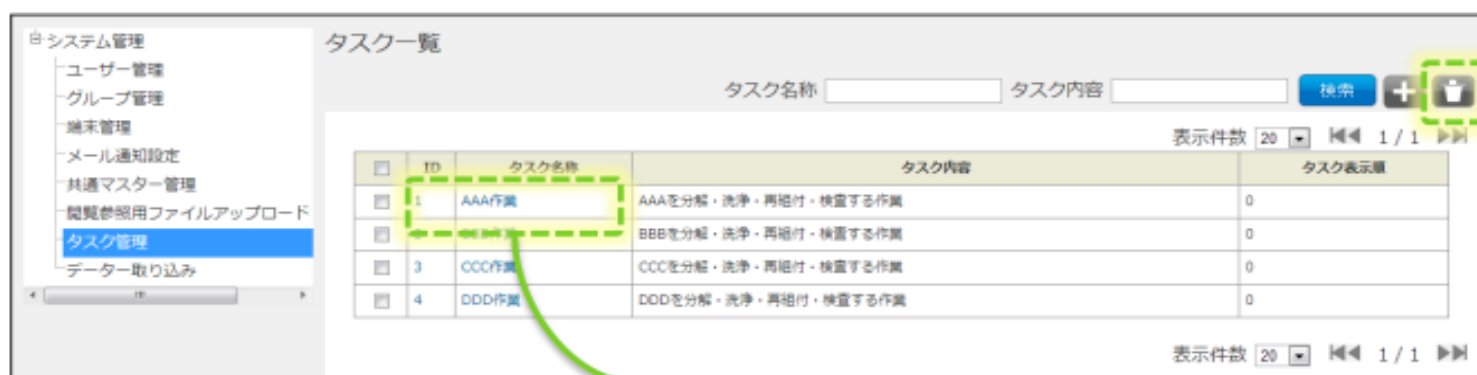 システム管理
ユーザー管理
グループ管理
端末管理
メール通知設定
共通マスター管理
閲覧参照用ファイルアップロード
タスク管理
データー取り込み
タスク一覧
タスク名称 タスク内容 検索
表示件数 20 1 / 1
ID タスク名称 タスク内容 タスク表示順
1 AAA作業 AAAを分解・洗浄・再組付・検査する作業 0
BBBを分解・洗浄・再組付・検査する作業 0
3 CCC作業 CCCを分解・洗浄・再組付・検査する作業 0
4 DDD作業 DDDを分解・洗浄・再組付・検査する作業 0
表示件数 20 1 / 1